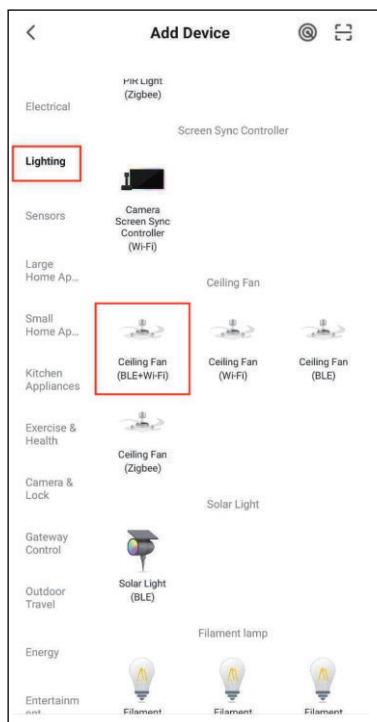 Add Device
Electrical
Lighting
Sensors
Large
Home Ap...
Small
Home Ap...
Kitchen
Appliances
Exercise &
Health
Camera &
Lock
Gateway
Control
Outdoor
Travel
Energy
Entertainm
ent
PIR Light
(Zigbee)
Screen Sync Controller
Camera
Screen Sync
Controller
(Wi-Fi)
Ceiling Fan
Ceiling Fan
(BLE+Wi-Fi)
Ceiling Fan
(Wi-Fi)
Ceiling Fan
(BLE)
Ceiling Fan
(Zigbee)
Solar Light
Solar Light
(BLE)
Filament lamp
Filament
Filament
Filament